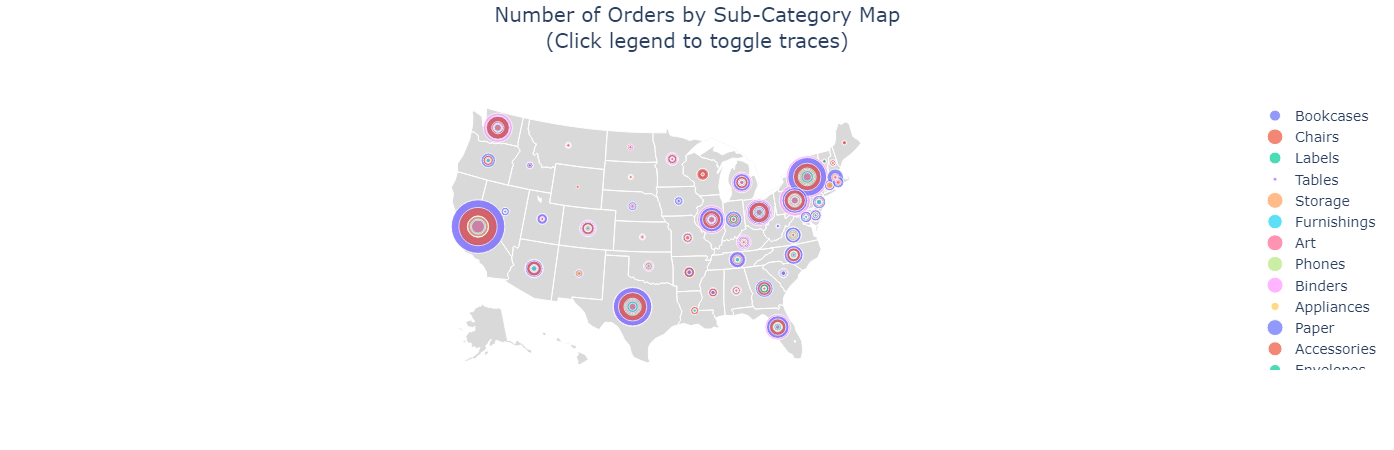 Number of Orders by Sub-Category Map
(Click legend to toggle traces)
Bookcases
Chairs
Labels
Tables
Storage
Furnishings
Art
Phones
Binders
Appliances
Paper
Accessories
Envelopes